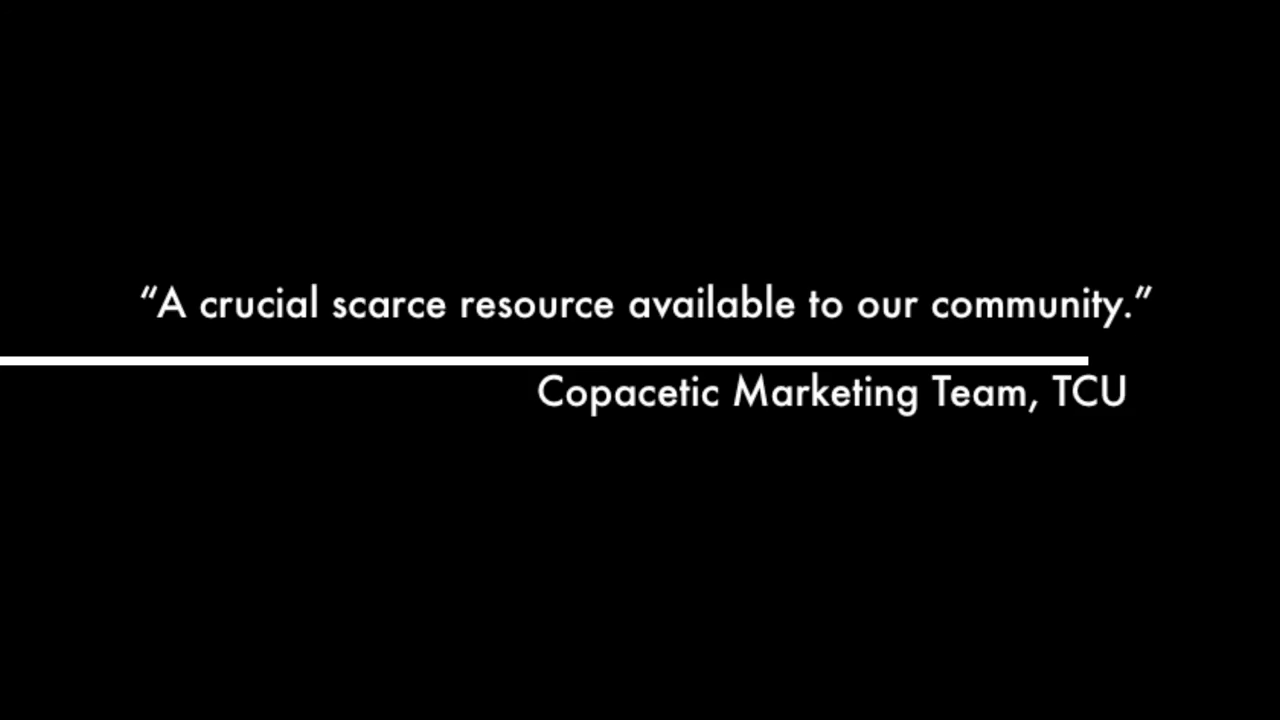 “A crucial scarce resource available to our community.”
Copacetic Marketing Team, TCU